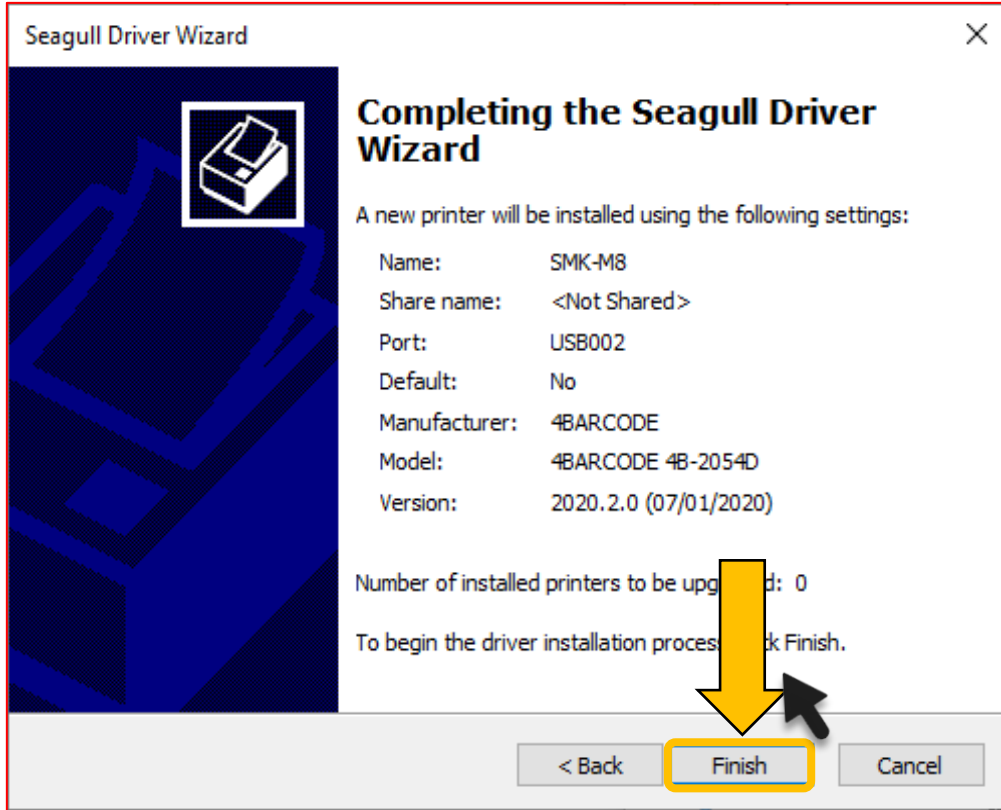 Seagull Driver Wizard
Completing the Seagull Driver
Wizard
A new printer will be installed using the following settings:
Name: SMK-M8
Share name: <Not Shared>
Port: USB002
Default: No
Manufacturer: 4BARCODE
Model: 4BARCODE 4B-2054D
Version: 2020.2.0 (07/01/2020)
Number of installed printers to be d: 0
To begin the driver installation Finish.
< Back Finish Cancel